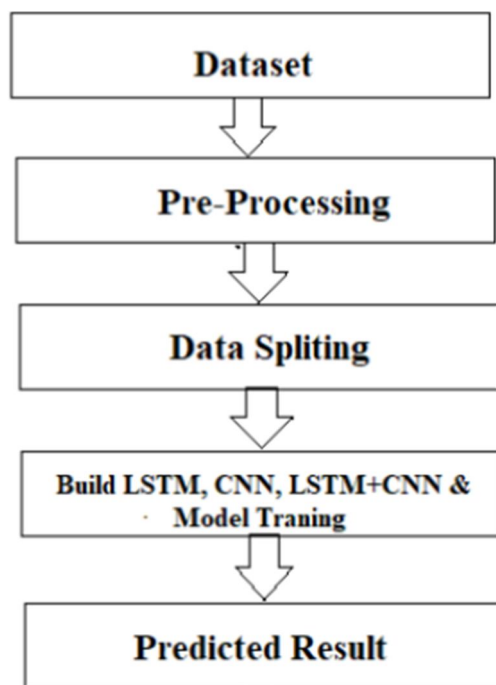 Dataset
Pre-Processing
Data Spliting
Build LSTM, CNN, LSTM+CNN &
Model Traning
Predicted Result